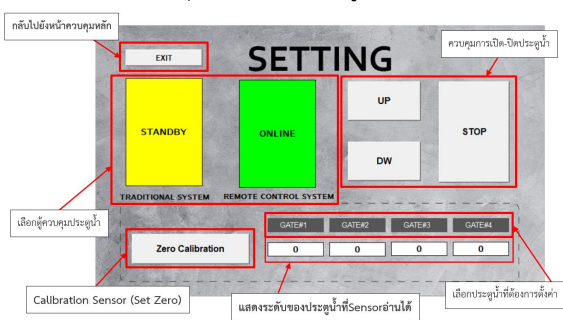 กลับไปยังหน้าควบคุมหลัก
EXIT
SETTING
ควบคุมการเปิด-ปิดประตูน้ำ
STANDBY
ONLINE
UP
DW
STOP
TRADITIONAL SYSTEM
REMOTE CONTROL SYSTEM
เลือกตู้ควบคุมประตูน้ำ
GATE#1 GATE#2 GATE#3 GATE#4
Zero Calibration
0 0 0 0
Calibration Sensor (Set Zero)
แสดงระดับของประตูน้ำที่Sensorอ่านได้
เลือกประตูน้ำที่ต้องการตั้งค่า